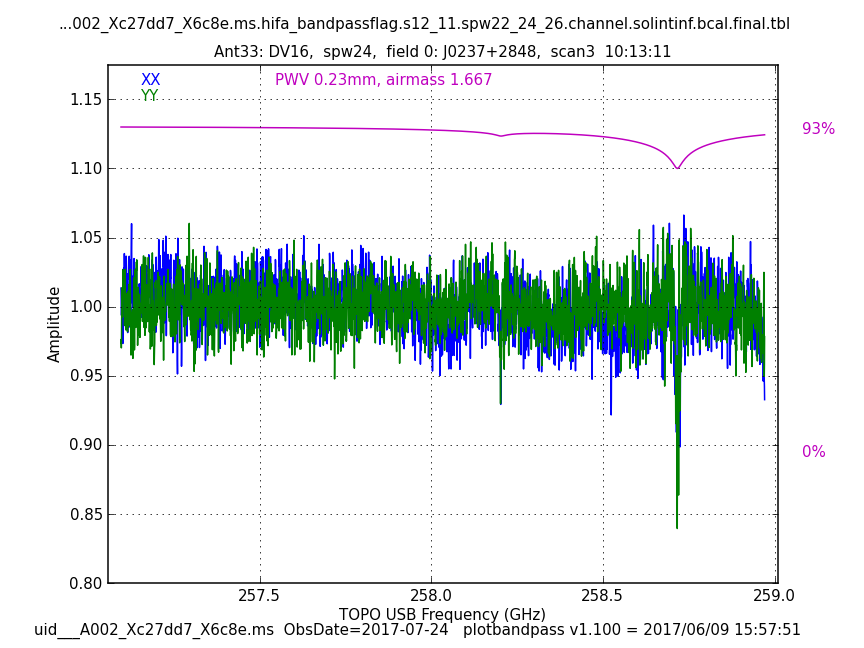 ...002_Xc27dd7_X6c8e.ms.hifa_bandpassflag.s12_11.spw22_24_26.channel.solintinf.bcal.final.tbl
Ant33: DV16,  spw24,  field 0: J0237+2848,  scan3  10:13:11
XX
YY
PWV 0.23mm, airmass 1.667
93%
0%
1.15
1.10
1.05
1.00
0.95
0.90
0.85
0.80
Amplitude
257.5
258.0
258.5
259.0
TOPO USB Frequency (GHz)
uid___A002_Xc27dd7_X6c8e.ms  ObsDate=2017-07-24   plotbandpass v1.100 = 2017/06/09 15:57:51